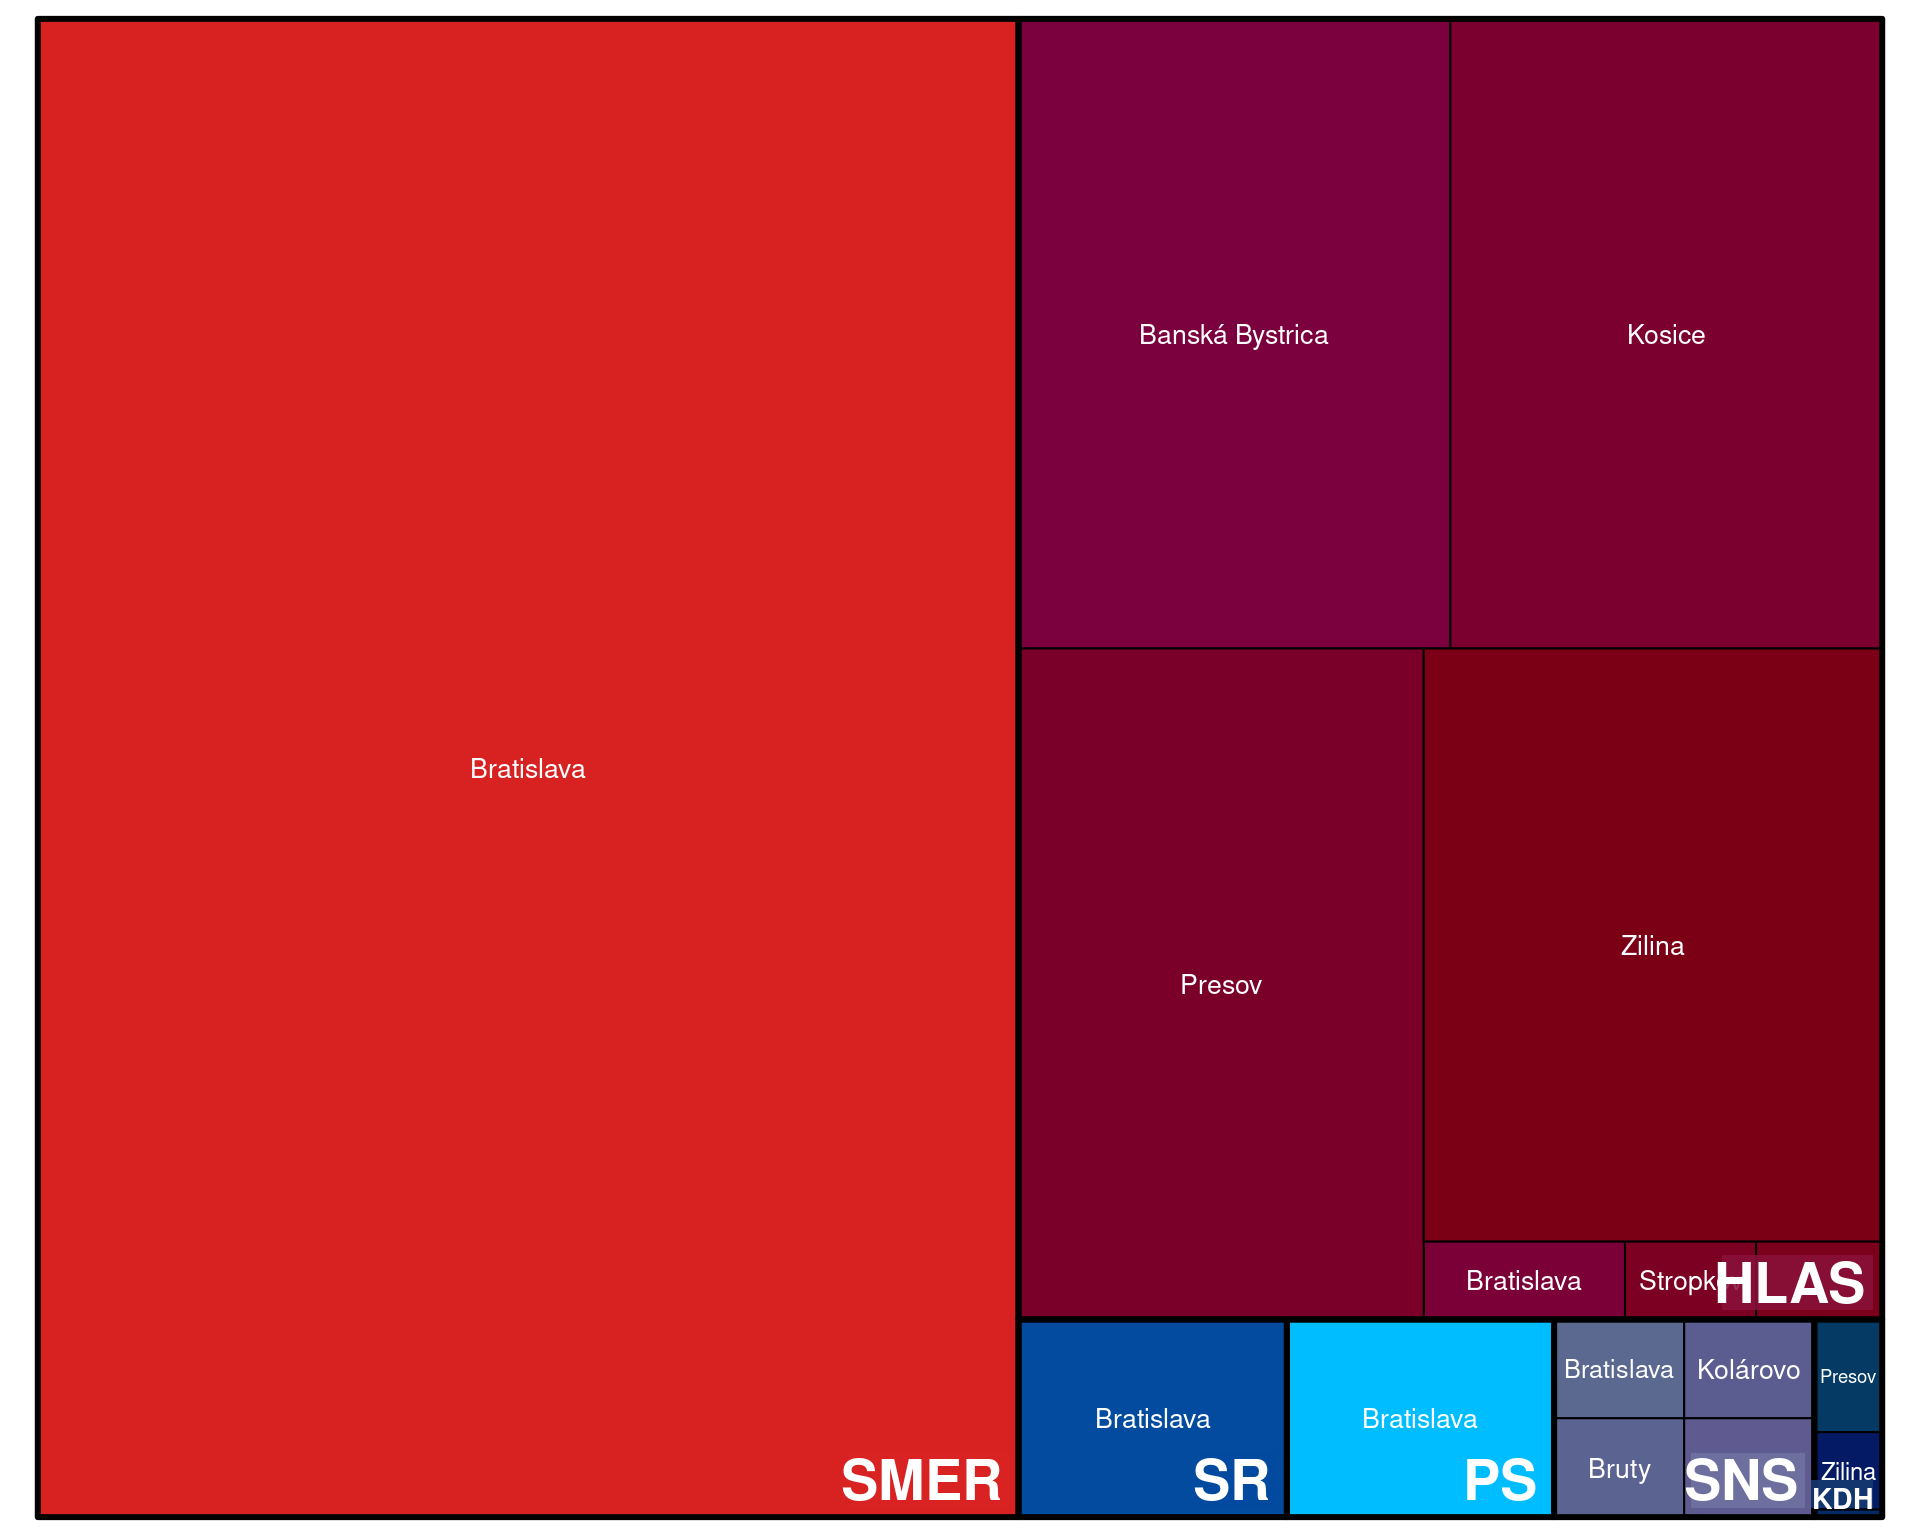 Bratislava
SMER
Banská Bystrica
Kosice
Presov
Zilina
Bratislava
HLAS
Bratislava
SR
Bratislava
PS
Bratislava
Kolárovo
Bruty
SNS
Presov
Zilina
KDH